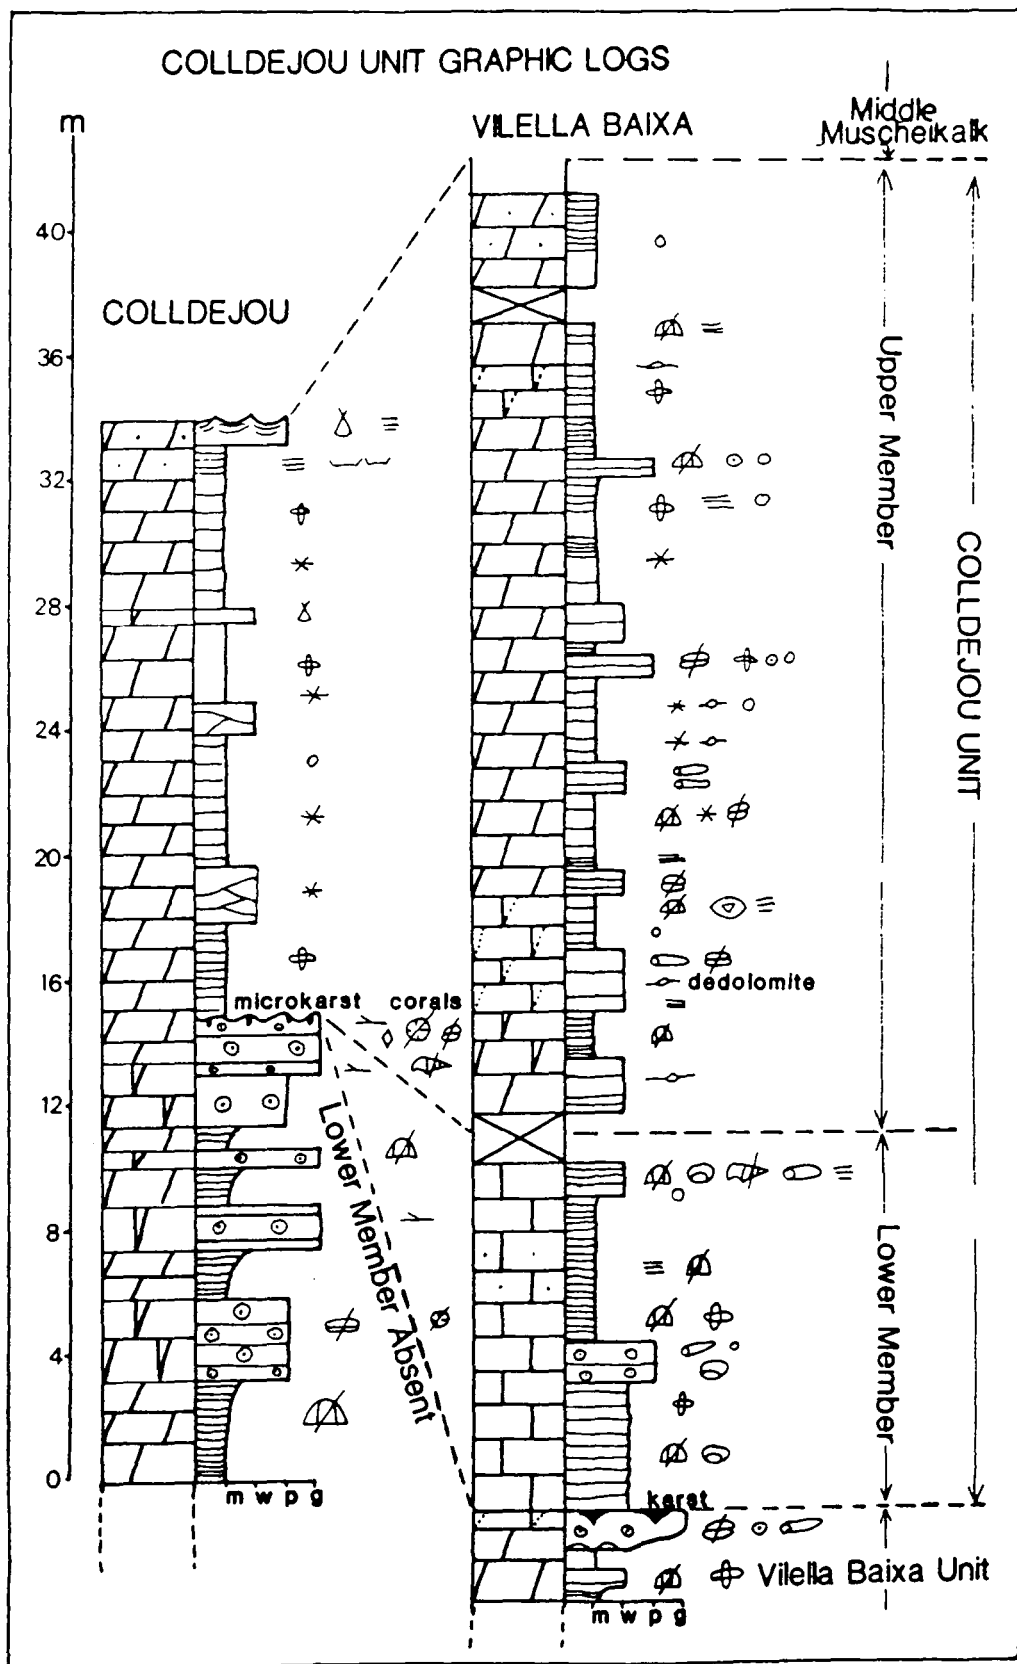 COLLDEJOU UNIT GRAPHIC LOGS
m
VILELLA BAIXA
Middle
Muschelkalk
40
COLLDEJOU
36
Upper Member
32
COLLDEJOU UNIT
28
24
20
16
microkarst
corals
dedolomite
12
Lower Member Absent
8
Lower Member
4
0
m w p g
karst
Vilella Baixa Unit
m w p g